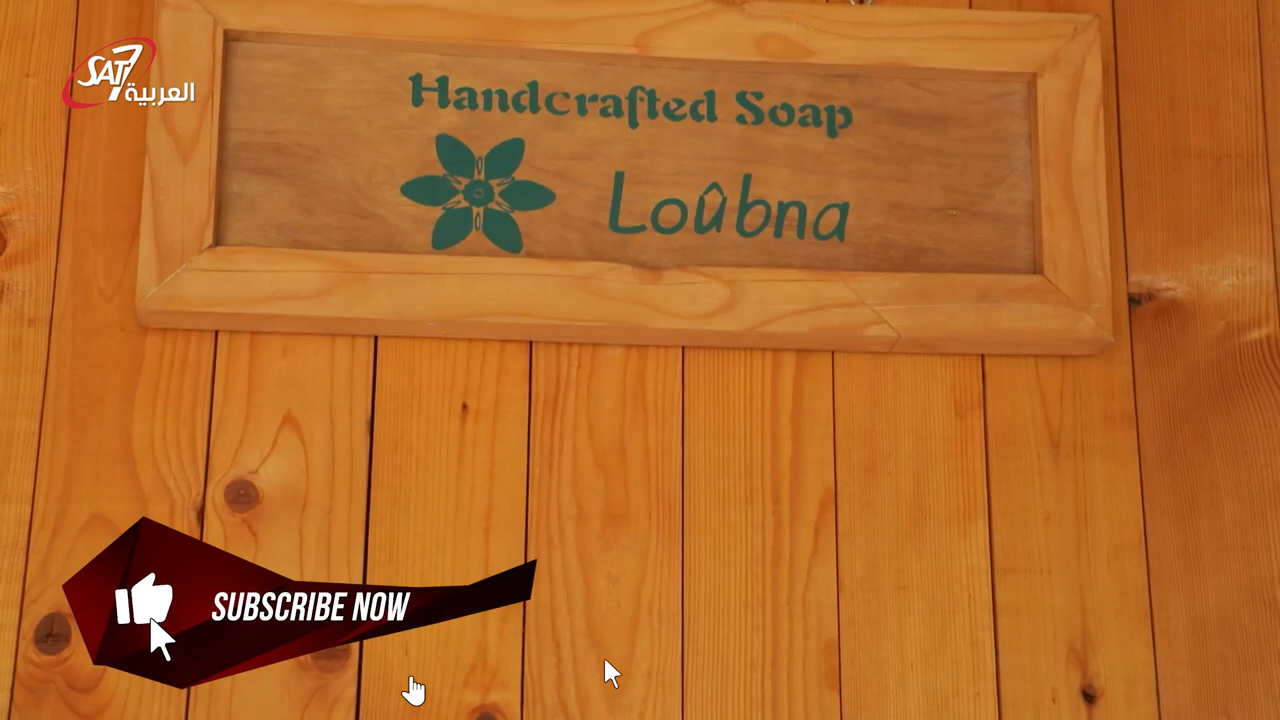 SAT7
العربية
Handcrafted Soap
Loûbna
SUBSCRIBE NOW